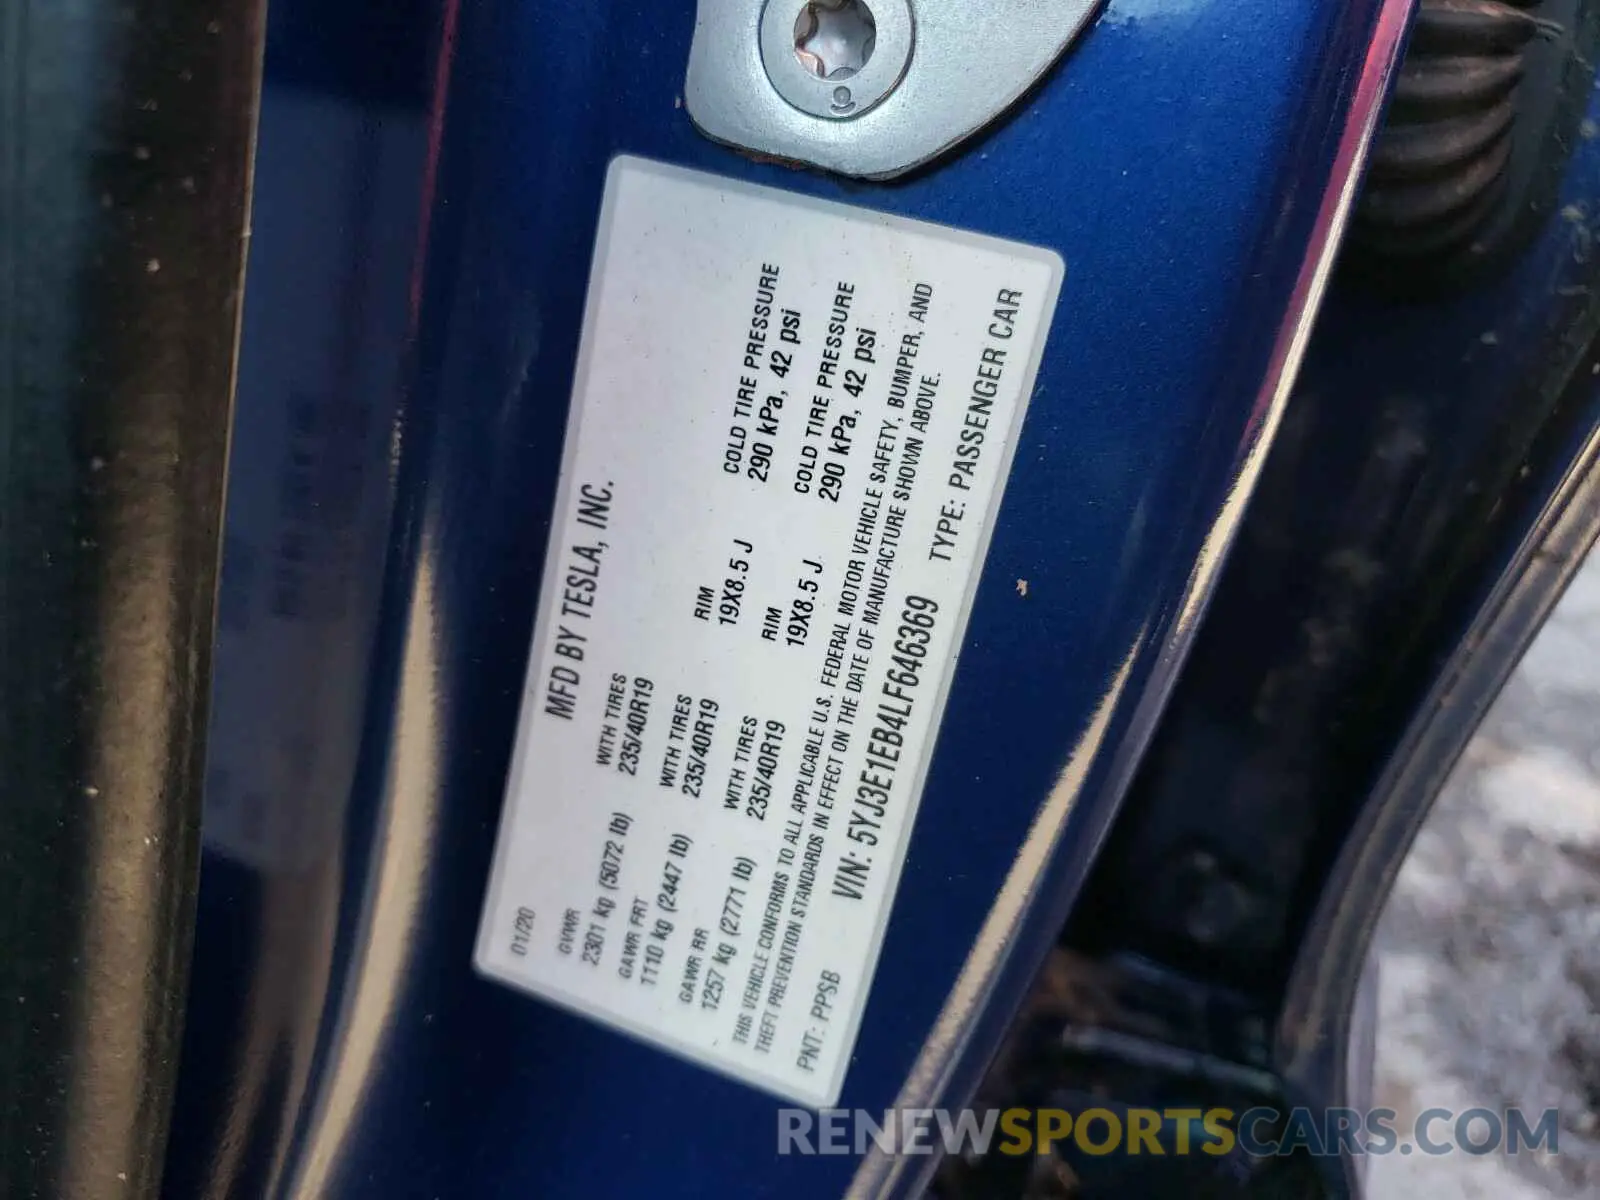 MFD BY TESLA, INC.
01/20
GVWR
2301 kg (5072 lb)
WITH TIRES
235/40R19
RIM
19X8.5 J
COLD TIRE PRESSURE
290 kPa, 42 psi
GAWR FRT
1110 kg (2447 lb)
WITH TIRES
235/40R19
RIM
19X8.5 J
COLD TIRE PRESSURE
290 kPa, 42 psi
GAWR RR
1257 kg (2771 lb)
WITH TIRES
235/40R19
THIS VEHICLE CONFORMS TO ALL APPLICABLE U.S. FEDERAL MOTOR VEHICLE SAFETY, BUMPER, AND
THEFT PREVENTION STANDARDS IN EFFECT ON THE DATE OF MANUFACTURE SHOWN ABOVE.
PNT: PPSB VIN: 5YJ3E1EB4LF646369 TYPE: PASSENGER CAR
RENEWSPORTSCARS.COM